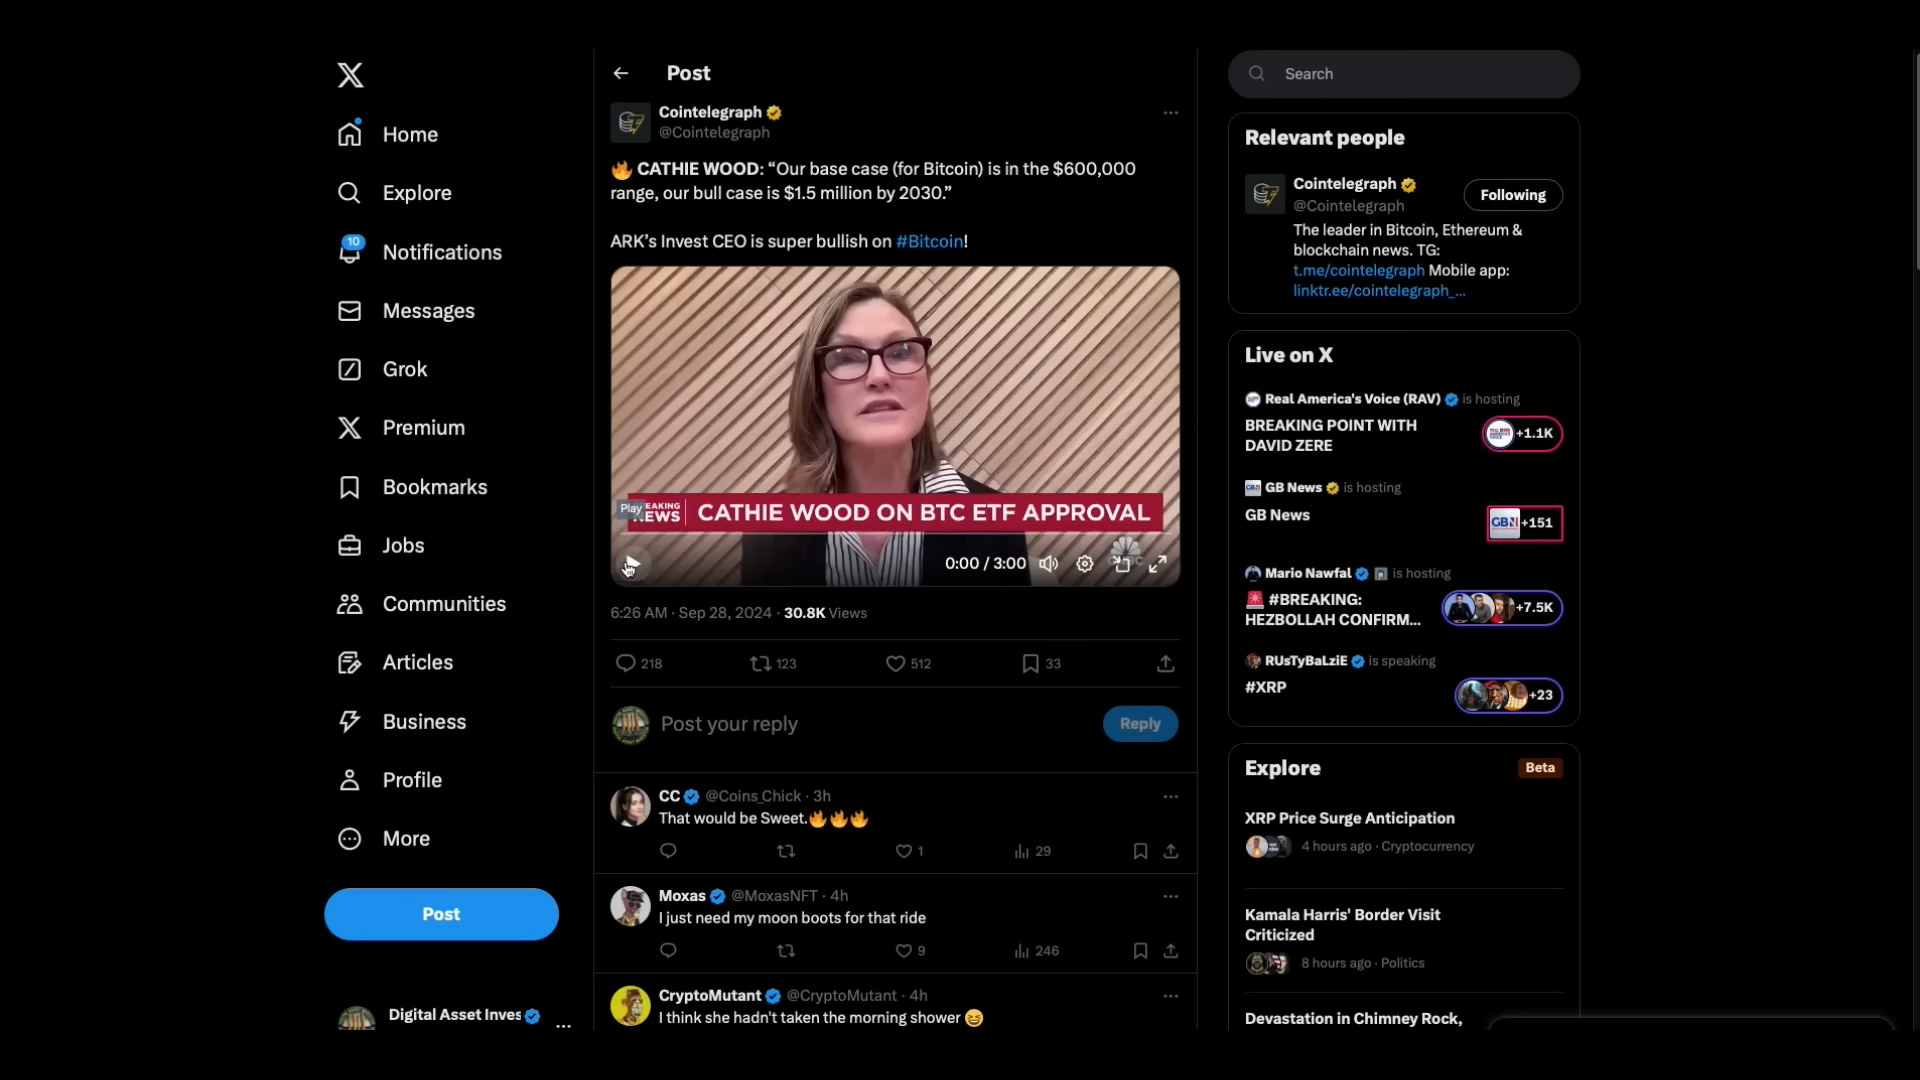 Home
Explore
10
Notifications
Messages
Grok
Premium
Bookmarks
Jobs
Communities
Articles
Business
Profile
More
Post
Digital Asset Inves
Post
Cointelegraph
@Cointelegraph
🔥 CATHIE WOOD: “Our base case (for Bitcoin) is in the $600,000
range, our bull case is $1.5 million by 2030.”
ARK’s Invest CEO is super bullish on #Bitcoin!
Play
NEWS
CATHIE WOOD ON BTC ETF APPROVAL
0:00 / 3:00
6:26 AM · Sep 28, 2024 · 30.8K Views
218 123 512 33
Post your reply
Reply
CC @Coins_Chick · 3h
That would be Sweet.🔥🔥🔥
1 29
Moxas @MoxasNFT · 4h
I just need my moon boots for that ride
9 246
CryptoMutant @CryptoMutant · 4h
I think she hadn't taken the morning shower 😆
Search
Relevant people
Cointelegraph
@Cointelegraph
Following
The leader in Bitcoin, Ethereum &
blockchain news. TG:
t.me/cointelegraph Mobile app:
linktr.ee/cointelegraph_…
Live on X
Real America's Voice (RAV) is hosting
BREAKING POINT WITH
DAVID ZERE
+1.1K
GB News is hosting
GB News
GBN
+151
Mario Nawfal is hosting
🚨 #BREAKING:
HEZBOLLAH CONFIRM...
+7.5K
RUsTyBaLziE is speaking
#XRP
+23
Explore
Beta
XRP Price Surge Anticipation
4 hours ago · Cryptocurrency
Kamala Harris' Border Visit
Criticized
8 hours ago · Politics
Devastation in Chimney Rock,